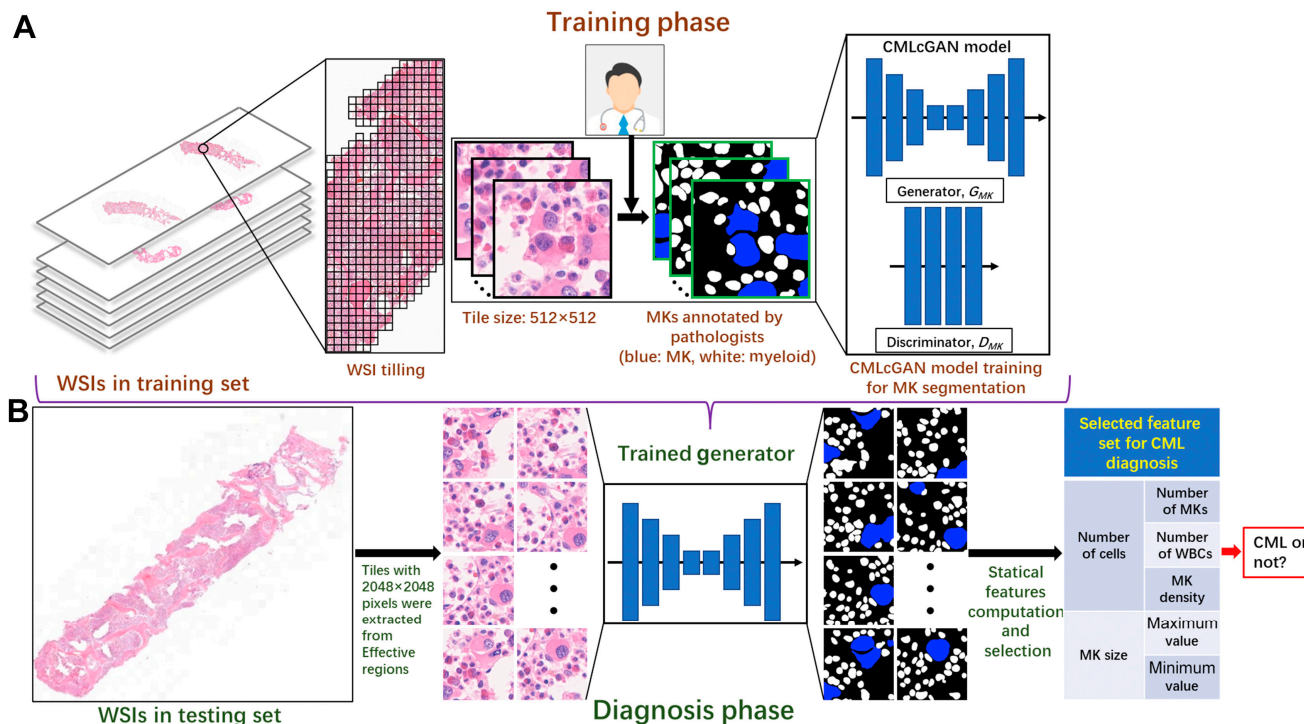 A
Training phase
CMLcGAN model
Generator, G_MK
Tile size: 512×512
MKs annotated by
pathologists
(blue: MK, white: myeloid)
Discriminator, D_MK
WSI tilling
CMLcGAN model training
for MK segmentation
WSIs in training set
B
Trained generator
Tiles with
2048×2048
pixels were
extracted
from
Effective
regions
Statical
features
computation
and
selection
Selected feature
set for CML
diagnosis
Number of cells
Number
of MKs
Number
of WBCs
MK
density
MK size
Maximum
value
Minimum
value
CML or
not?
WSIs in testing set
Diagnosis phase